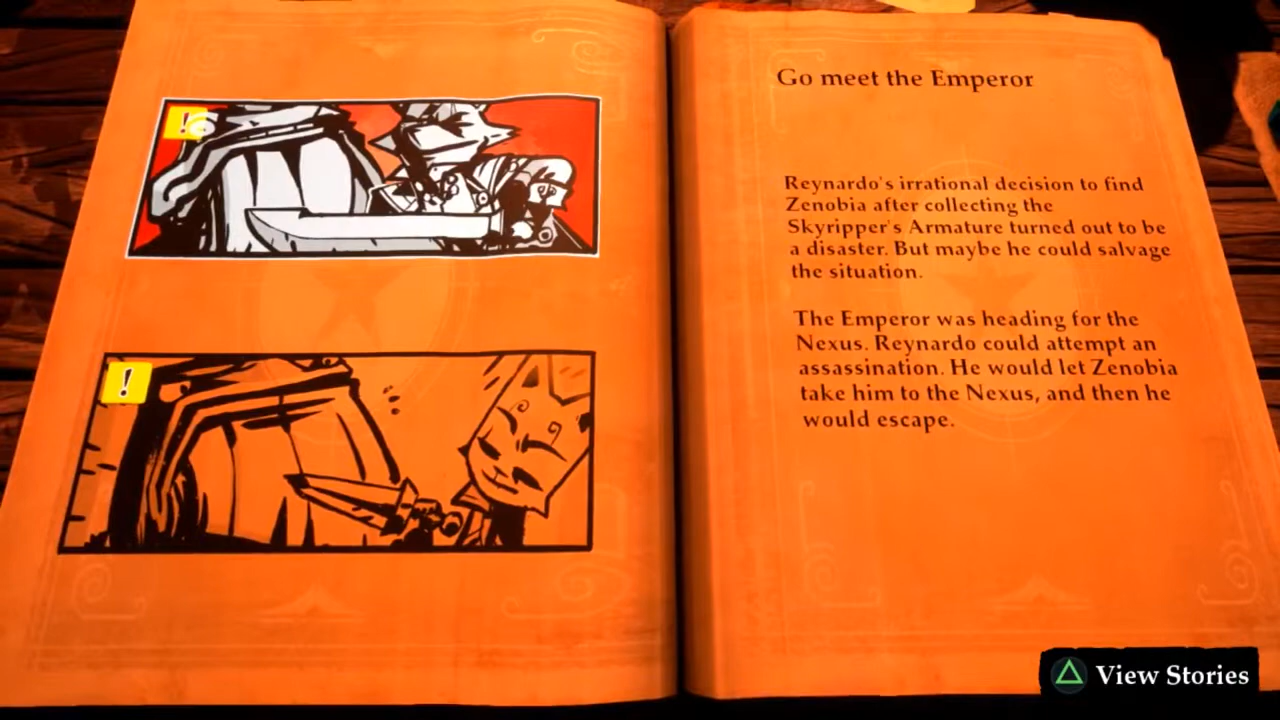 !
!
Go meet the Emperor
Reynardo's irrational decision to find
Zenobia after collecting the
Skyripper's Armature turned out to be
a disaster. But maybe he could salvage
the situation.
The Emperor was heading for the
Nexus. Reynardo could attempt an
assassination. He would let Zenobia
take him to the Nexus, and then he
would escape.
View Stories